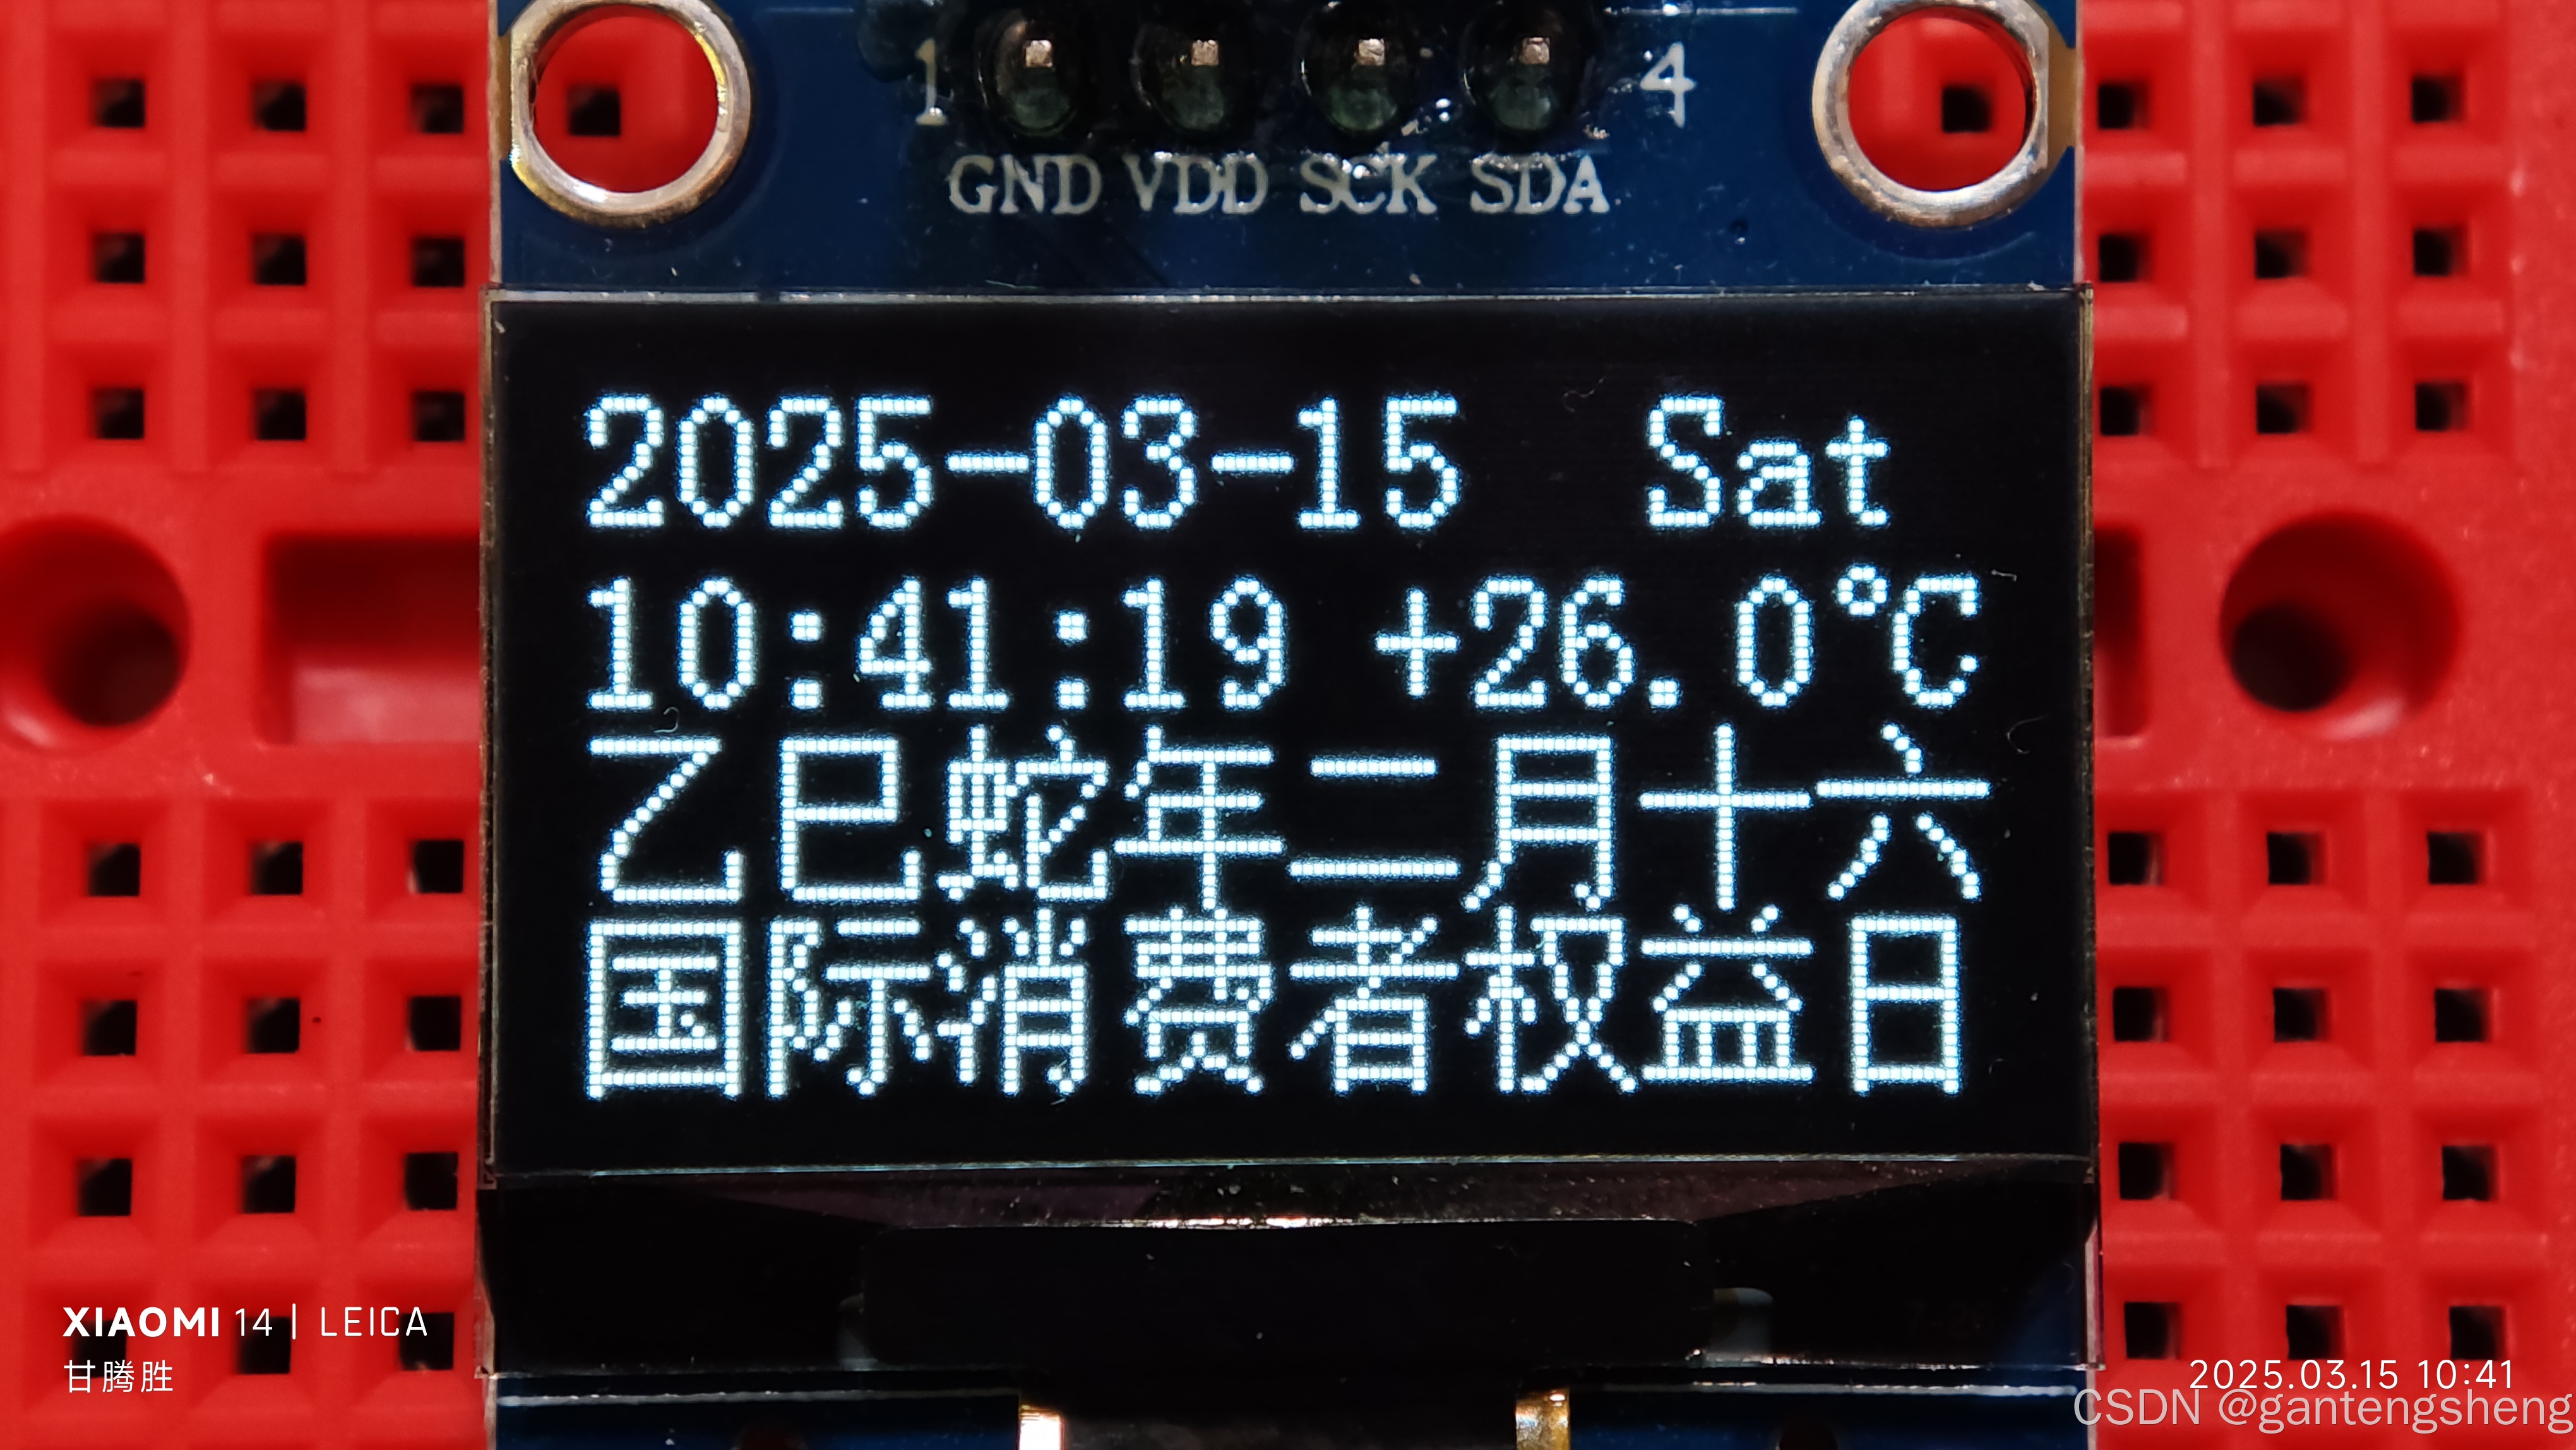 1 4
GND VDD SCK SDA
2025-03-15 Sat
10:41:19 +26.0℃
乙巳蛇年二月十六
国际消费者权益日
XIAOMI 14 | LEICA
甘腾胜
2025.03.15 10:41
CSDN @gantengsheng